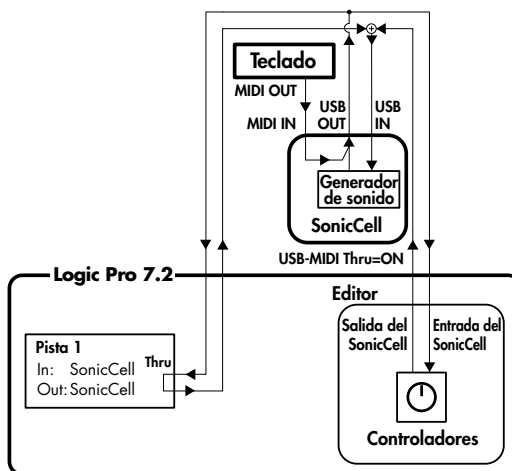 Teclado
MIDI OUT
MIDI IN
USB
OUT
USB
IN
Generador
de sonido
SonicCell
USB-MIDI Thru=ON
Logic Pro 7.2
Editor
Salida del
SonicCell
Entrada del
SonicCell
Pista 1
In: SonicCell
Out: SonicCell
Thru
Controladores